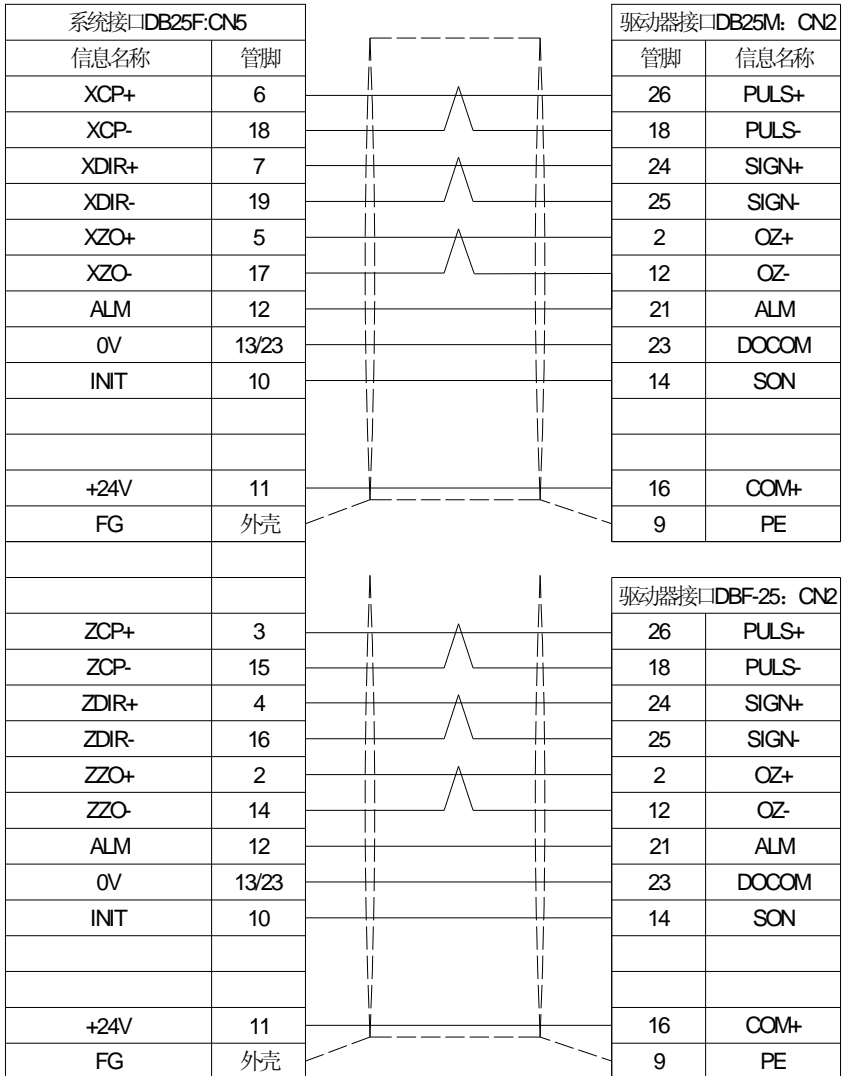 系统接口DB25F:CN5 驱动器接口DB25M：CN2
信息名称 管脚 管脚 信息名称
XCP+ 6 26 PULS+
XCP- 18 18 PULS-
XDIR+ 7 24 SIGN+
XDIR- 19 25 SIGN-
XZO+ 5 2 OZ+
XZO- 17 12 OZ-
ALM 12 21 ALM
0V 13/23 23 DOCOM
INIT 10 14 SON
+24V 11 16 COM+
FG 外壳 9 PE
驱动器接口DBF-25：CN2
ZCP+ 3 26 PULS+
ZCP- 15 18 PULS-
ZDIR+ 4 24 SIGN+
ZDIR- 16 25 SIGN-
ZZO+ 2 2 OZ+
ZZO- 14 12 OZ-
ALM 12 21 ALM
0V 13/23 23 DOCOM
INIT 10 14 SON
+24V 11 16 COM+
FG 外壳 9 PE